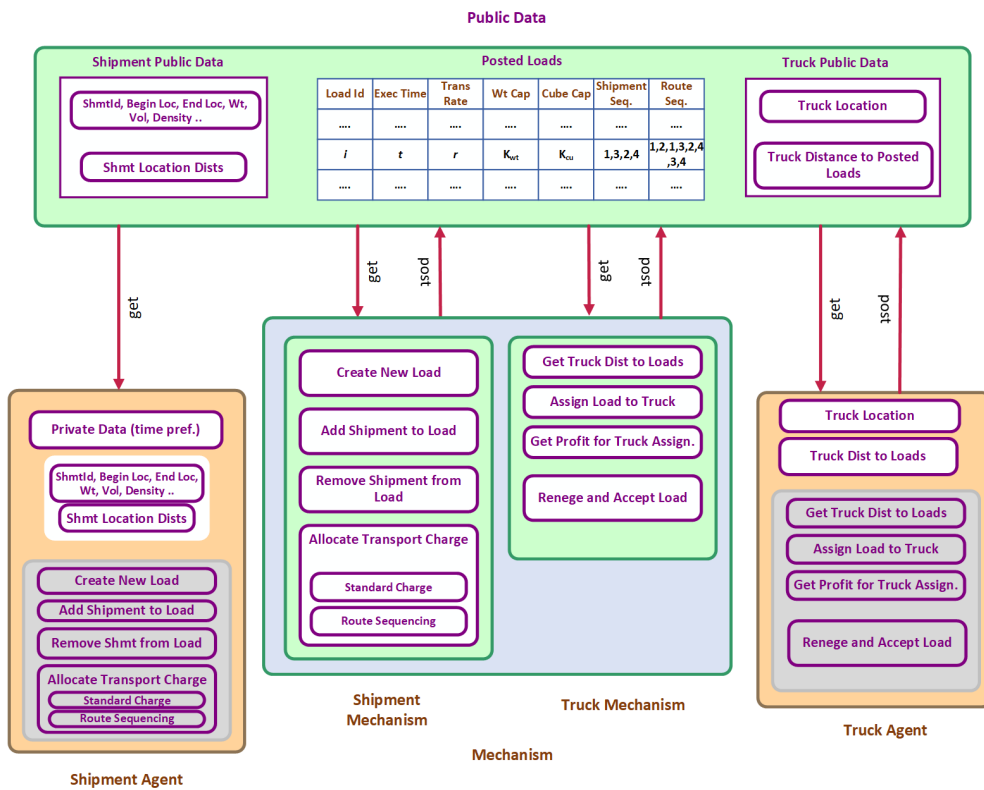 Public Data
Shipment Public Data
ShmtId, Begin Loc, End Loc, Wt,
Vol, Density ..
Shmt Location Dists
Posted Loads
Load Id Exec Time Trans Rate Wt Cap Cube Cap Shipment Seq. Route Seq.
.... .... .... .... .... .... ....
i t r Kwt Kcu 1,3,2,4 1,2,1,3,2,4
,3,4
.... .... .... .... .... .... ....
Truck Public Data
Truck Location
Truck Distance to Posted
Loads
get
get
post
get
post
get
post
Private Data (time pref.)
ShmtId, Begin Loc, End Loc,
Wt, Vol, Density ..
Shmt Location Dists
Create New Load
Add Shipment to Load
Remove Shmt from Load
Allocate Transport Charge
Standard Charge
Route Sequencing
Shipment Agent
Create New Load
Add Shipment to Load
Remove Shipment from
Load
Allocate Transport Charge
Standard Charge
Route Sequencing
Shipment
Mechanism
Get Truck Dist to Loads
Assign Load to Truck
Get Profit for Truck Assign.
Renege and Accept Load
Truck Mechanism
Mechanism
Truck Location
Truck Dist to Loads
Get Truck Dist to Loads
Assign Load to Truck
Get Profit for Truck Assign.
Renege and Accept Load
Truck Agent